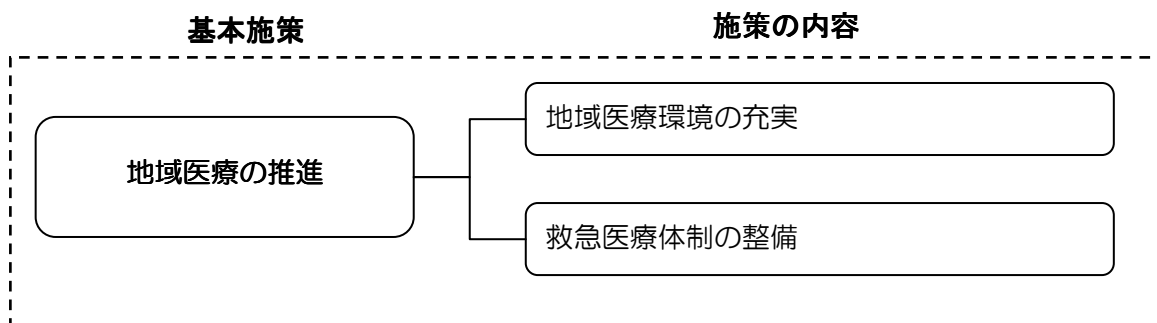 基本施策
施策の内容
地域医療の推進
地域医療環境の充実
救急医療体制の整備